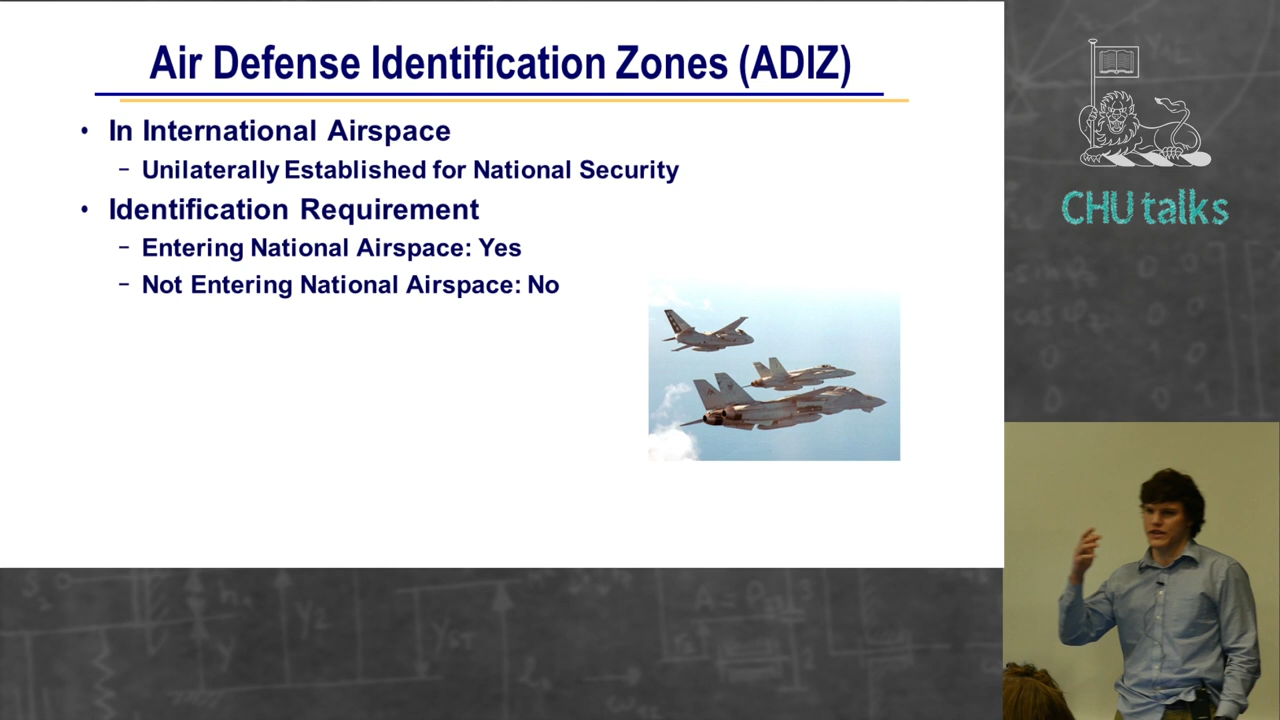 Air Defense Identification Zones (ADIZ)
• In International Airspace
– Unilaterally Established for National Security
• Identification Requirement
– Entering National Airspace: Yes
– Not Entering National Airspace: No
CHU talks